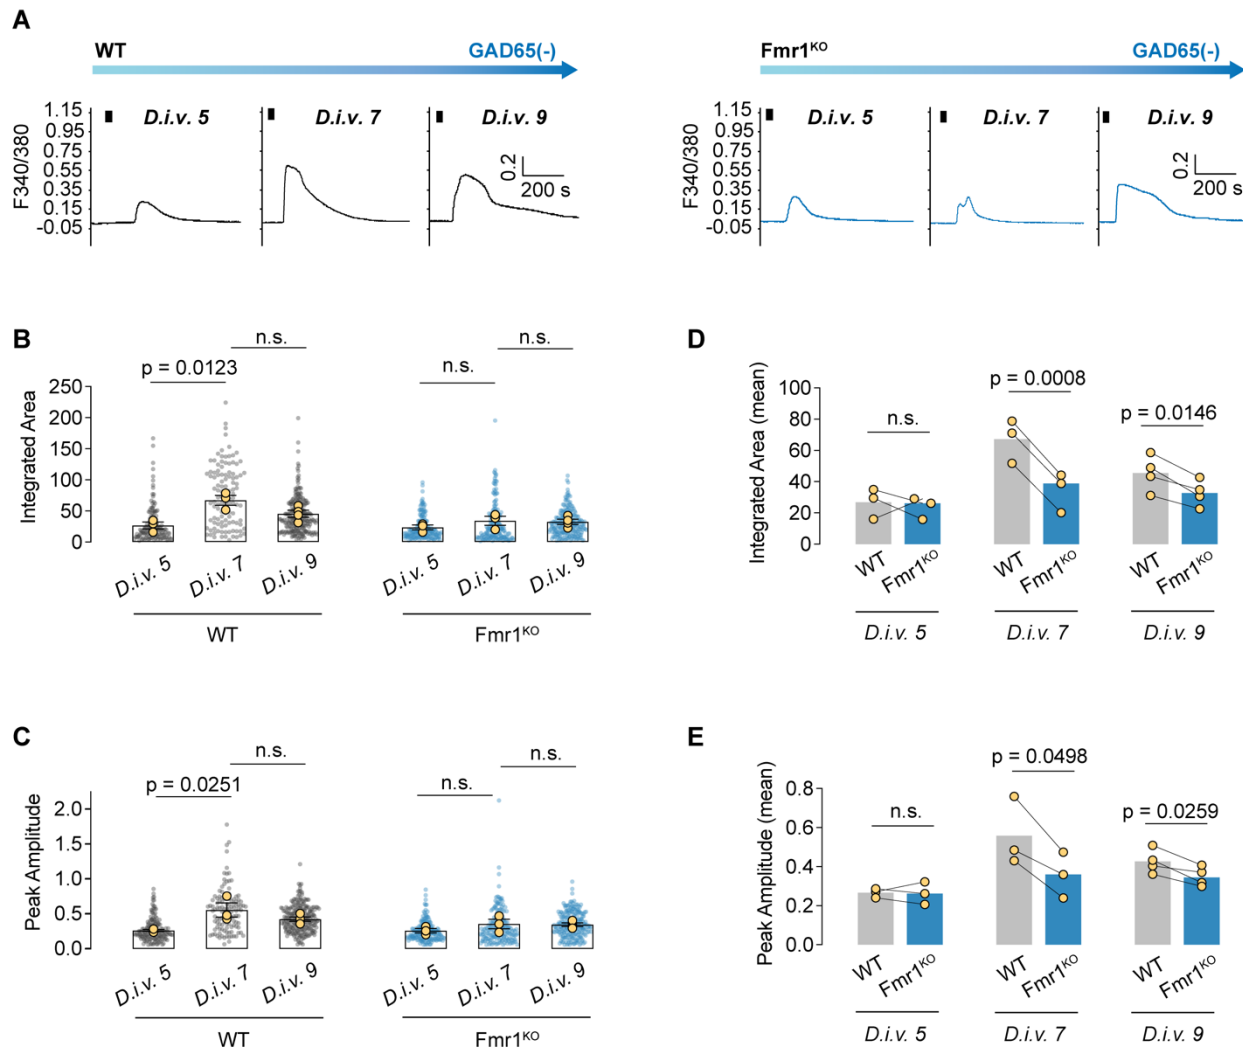 A
WT GAD65(-)
Fmr1KO GAD65(-)
F340/380
1.15
0.95
0.75
0.55
0.35
0.15
-0.05
D.i.v. 5 D.i.v. 7 D.i.v. 9
0.2
200 s
F340/380
1.15
0.95
0.75
0.55
0.35
0.15
-0.05
D.i.v. 5 D.i.v. 7 D.i.v. 9
0.2
200 s
B
Integrated Area
250
200
150
100
50
0
p = 0.0123
n.s.
n.s.
n.s.
D.i.v. 5 D.i.v. 7 D.i.v. 9
WT
D.i.v. 5 D.i.v. 7 D.i.v. 9
Fmr1KO
D
Integrated Area (mean)
100
80
60
40
20
0
n.s.
p = 0.0008
p = 0.0146
WT Fmr1KO WT Fmr1KO WT Fmr1KO
D.i.v. 5 D.i.v. 7 D.i.v. 9
C
Peak Amplitude
2.0
1.5
1.0
0.5
0.0
p = 0.0251
n.s.
n.s.
n.s.
D.i.v. 5 D.i.v. 7 D.i.v. 9
WT
D.i.v. 5 D.i.v. 7 D.i.v. 9
Fmr1KO
E
Peak Amplitude (mean)
0.8
0.6
0.4
0.2
0.0
n.s.
p = 0.0498
p = 0.0259
WT Fmr1KO WT Fmr1KO WT Fmr1KO
D.i.v. 5 D.i.v. 7 D.i.v. 9